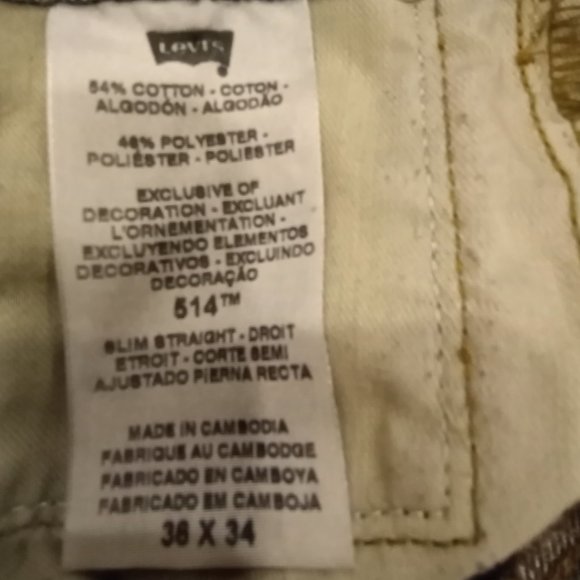 LEVI'S
54% COTTON - COTON -
ALGODÓN - ALGODÃO
46% POLYESTER -
POLIÉSTER - POLIESTER
EXCLUSIVE OF
DECORATION - EXCLUANT
L'ORNEMENTATION -
EXCLUYENDO ELEMENTOS
DECORATIVOS - EXCLUINDO
DECORAÇÃO
514™
SLIM STRAIGHT - DROIT
ETROIT - CORTE SEMI
AJUSTADO PIERNA RECTA
MADE IN CAMBODIA
FABRIQUE AU CAMBODGE
FABRICADO EN CAMBOYA
FABRICADO EM CAMBOJA
36 X 34